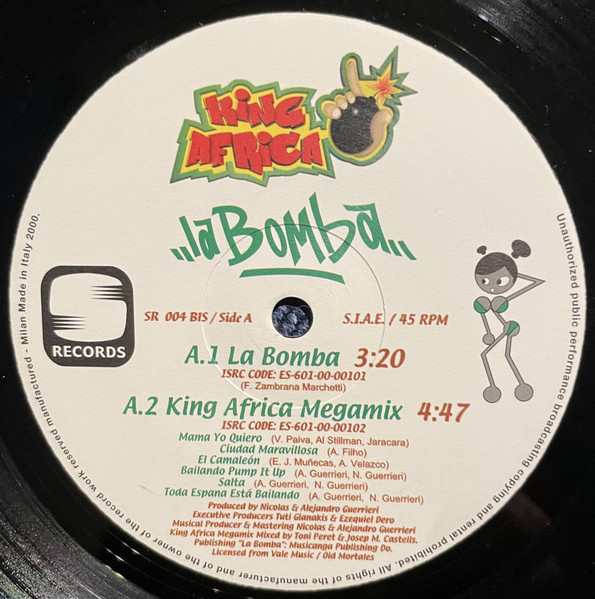 KING
AFRICA
„la Bomba„
S
RECORDS
SR 004 BIS / Side A
S.I.A.E. / 45 RPM
A.1 La Bomba 3:20
ISRC CODE: ES-601-00-00101
(F. Zambrana Marchetti)
A.2 King Africa Megamix 4:47
ISRC CODE: ES-601-00-00102
Mama Yo Quiero (V. Paiva, Al Stillman, Jaracara)
Ciudad Maravillosa (A. Filho)
El Camaleón (E. J. Muñecas, A. Velazco)
Bailando Pump It Up (A. Guerrieri, N. Guerrieri)
Salta (A. Guerrieri, N. Guerrieri)
Toda Espana Está Bailando (A. Guerrieri, N. Guerrieri)
Produced by Nicolas & Alejandro Guerrieri
Executive Producers Tuti Gianakis & Ezequiel Dero
Musical Producer & Mastering Nicolas & Alejandro Guerrieri
King Africa Megamix Mixed by Toni Peret & Josep M. Castells.
Publishing "La Bomba": Musicanga Publishing Do.
Licensed from Vale Music / Oid Mortales
Unauthorized public performance broadcasting copying and rental prohibited. All rights of the manufacturer and of the owner of the record work reserved manufactured - Milan Made in Italy 2000.